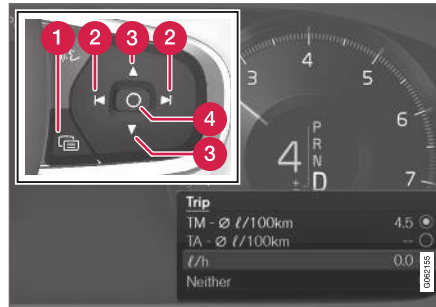 1
2
3
2
4
3
3
4
5
6
7
4
±
P
R
N
D
Trip
TM - Ø ℓ/100km 4.5
TA - Ø ℓ/100km --
ℓ/h 0.0
Neither
G062155